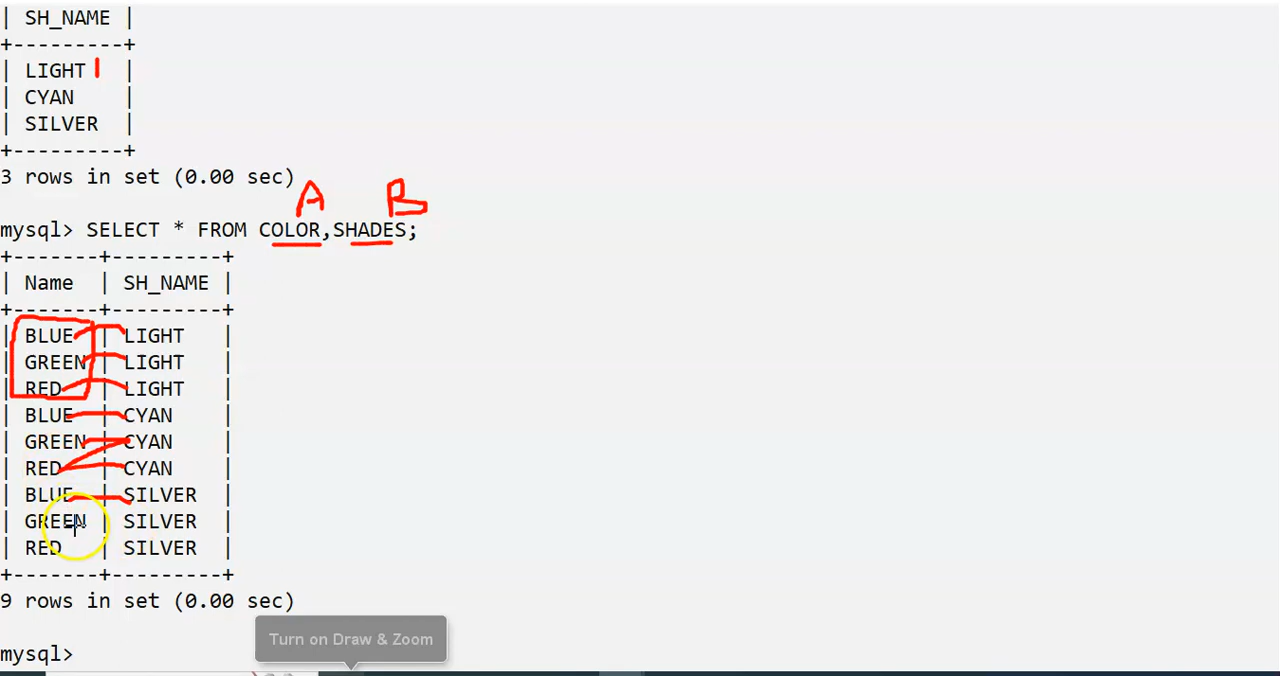 | SH_NAME |
+---------+
| LIGHT 1 |
| CYAN    |
| SILVER  |
+---------+
3 rows in set (0.00 sec)
A B
mysql> SELECT * FROM COLOR,SHADES;
+-------+---------+
| Name  | SH_NAME |
+-------+---------+
| BLUE  | LIGHT   |
| GREEN | LIGHT   |
| RED   | LIGHT   |
| BLUE  | CYAN    |
| GREEN | CYAN    |
| RED   | CYAN    |
| BLUE  | SILVER  |
| GREEN | SILVER  |
| RED   | SILVER  |
+-------+---------+
9 rows in set (0.00 sec)
Turn on Draw & Zoom
mysql>